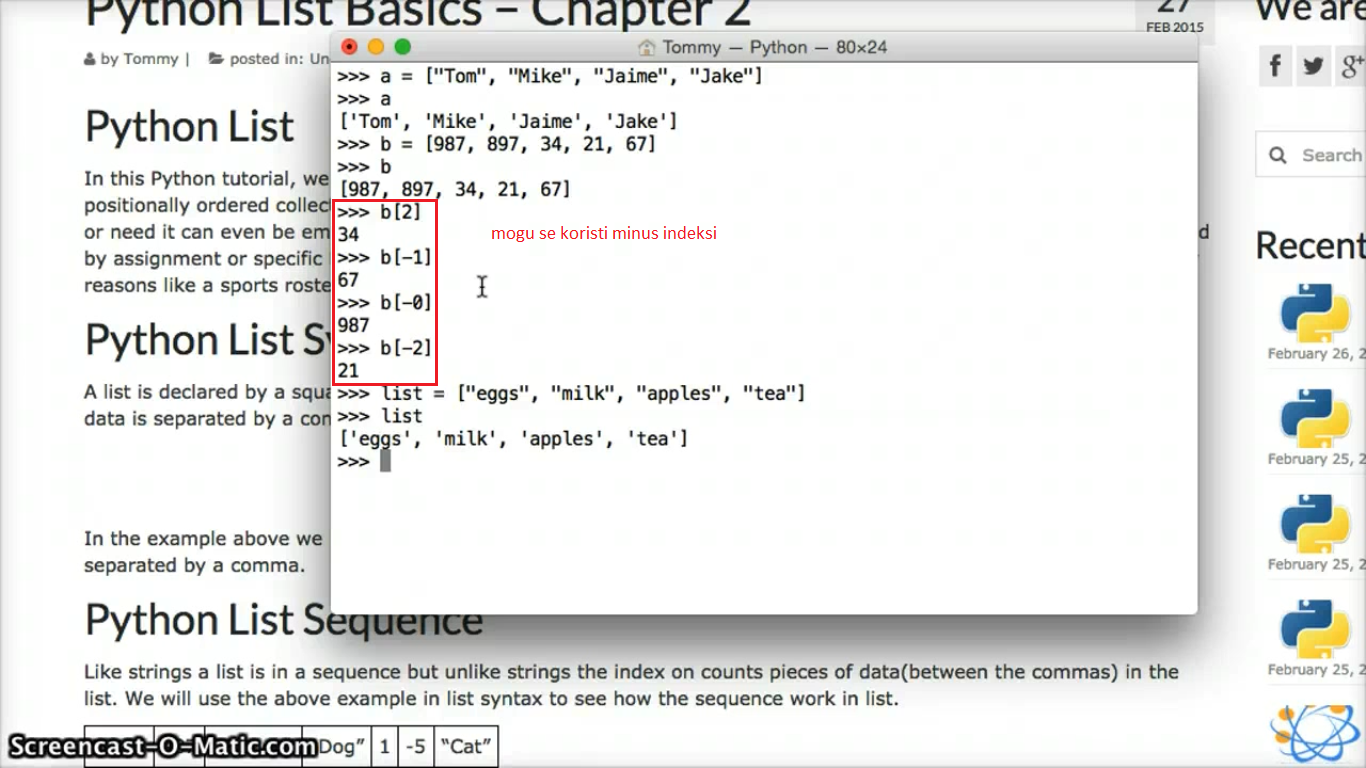 Python List Basics – Chapter 2
27
FEB 2015
We are
by Tommy | posted in: Un
Tommy — Python — 80×24
>>> a = ["Tom", "Mike", "Jaime", "Jake"]
>>> a
['Tom', 'Mike', 'Jaime', 'Jake']
>>> b = [987, 897, 34, 21, 67]
>>> b
[987, 897, 34, 21, 67]
>>> b[2]
34
>>> b[-1]
67
>>> b[-0]
987
>>> b[-2]
21
>>> list = ["eggs", "milk", "apples", "tea"]
>>> list
['eggs', 'milk', 'apples', 'tea']
>>>
mogu se koristi minus indeksi
Python List
In this Python tutorial, we
positionally ordered collec
or need it can even be em
by assignment or specific
reasons like a sports roste
d
Python List Sy
A list is declared by a squa
data is separated by a com
In the example above we
separated by a comma.
Python List Sequence
Like strings a list is in a sequence but unlike strings the index on counts pieces of data(between the commas) in the
list. We will use the above example in list syntax to see how the sequence work in list.
Dog” 1 -5 “Cat”
Search
Recent
February 26, 2
February 25, 2
February 25, 2
February 25, 2
Screencast-O-Matic.com